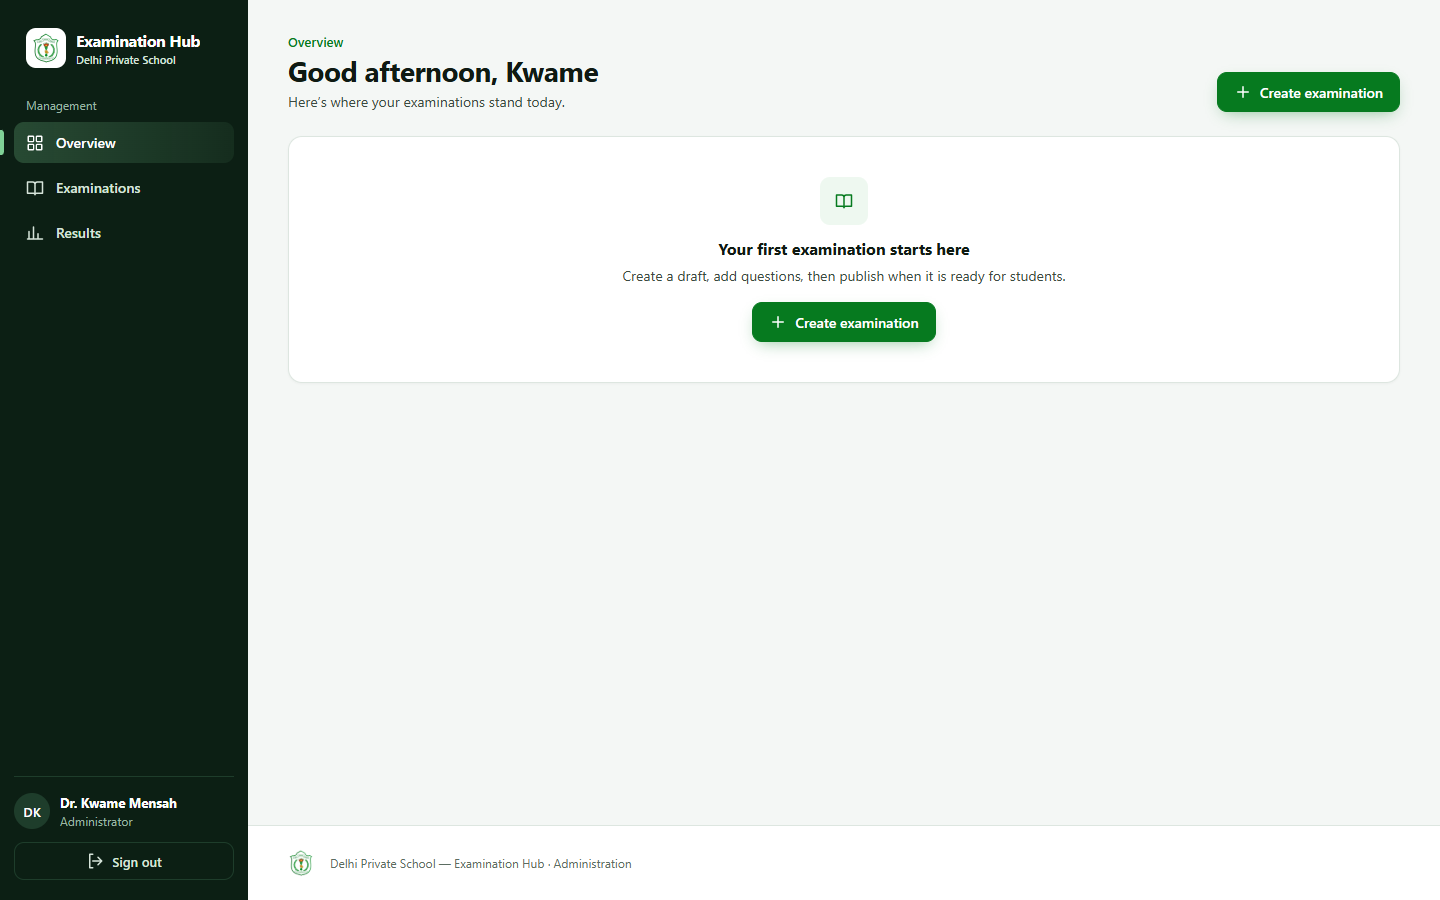 Examination Hub
Delhi Private School
Management
Overview
Examinations
Results
Dr. Kwame Mensah
DK
Administrator
Sign out
Overview
Good afternoon, Kwame
Here’s where your examinations stand today.
Create examination
Your first examination starts here
Create a draft, add questions, then publish when it is ready for students.
Create examination
Delhi Private School — Examination Hub · Administration